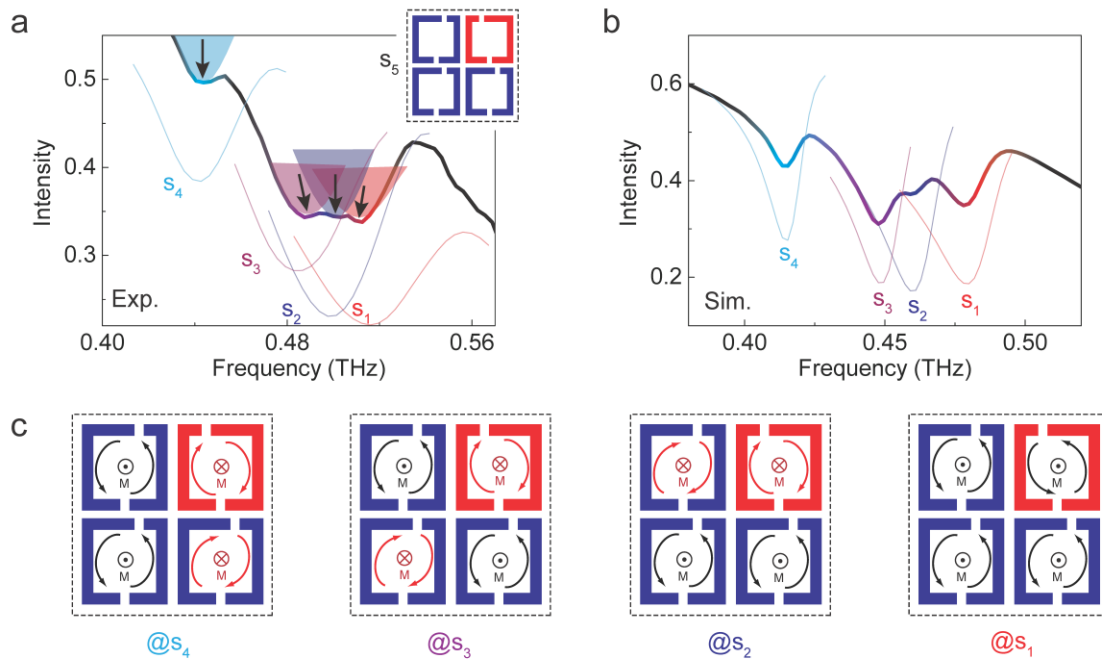 a
b
s5
0.5
0.4
0.3
Intensity
s4
s3
s2
s1
Exp.
0.40
0.48
0.56
Frequency (THz)
0.6
0.4
0.2
Intensity
s4
s3
s2
s1
Sim.
0.40
0.45
0.50
Frequency (THz)
c
M M M M M M M M
M M M M M M M M
@s4 @s3 @s2 @s1